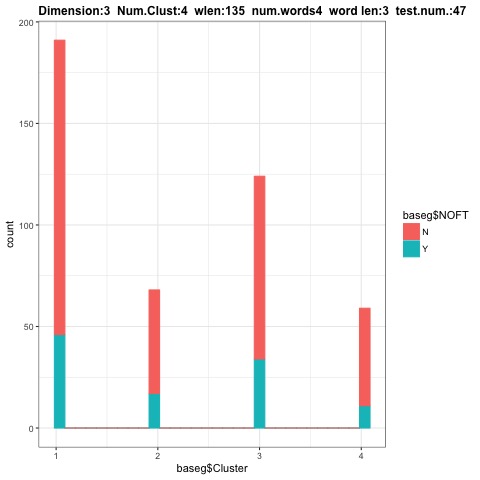 Dimension:3 Num.Clust:4 wlen:135 num.words4 word len:3 test.num.:47
200
150
100
50
0
count
1 2 3 4
baseg$Cluster
baseg$NOFT
N
Y